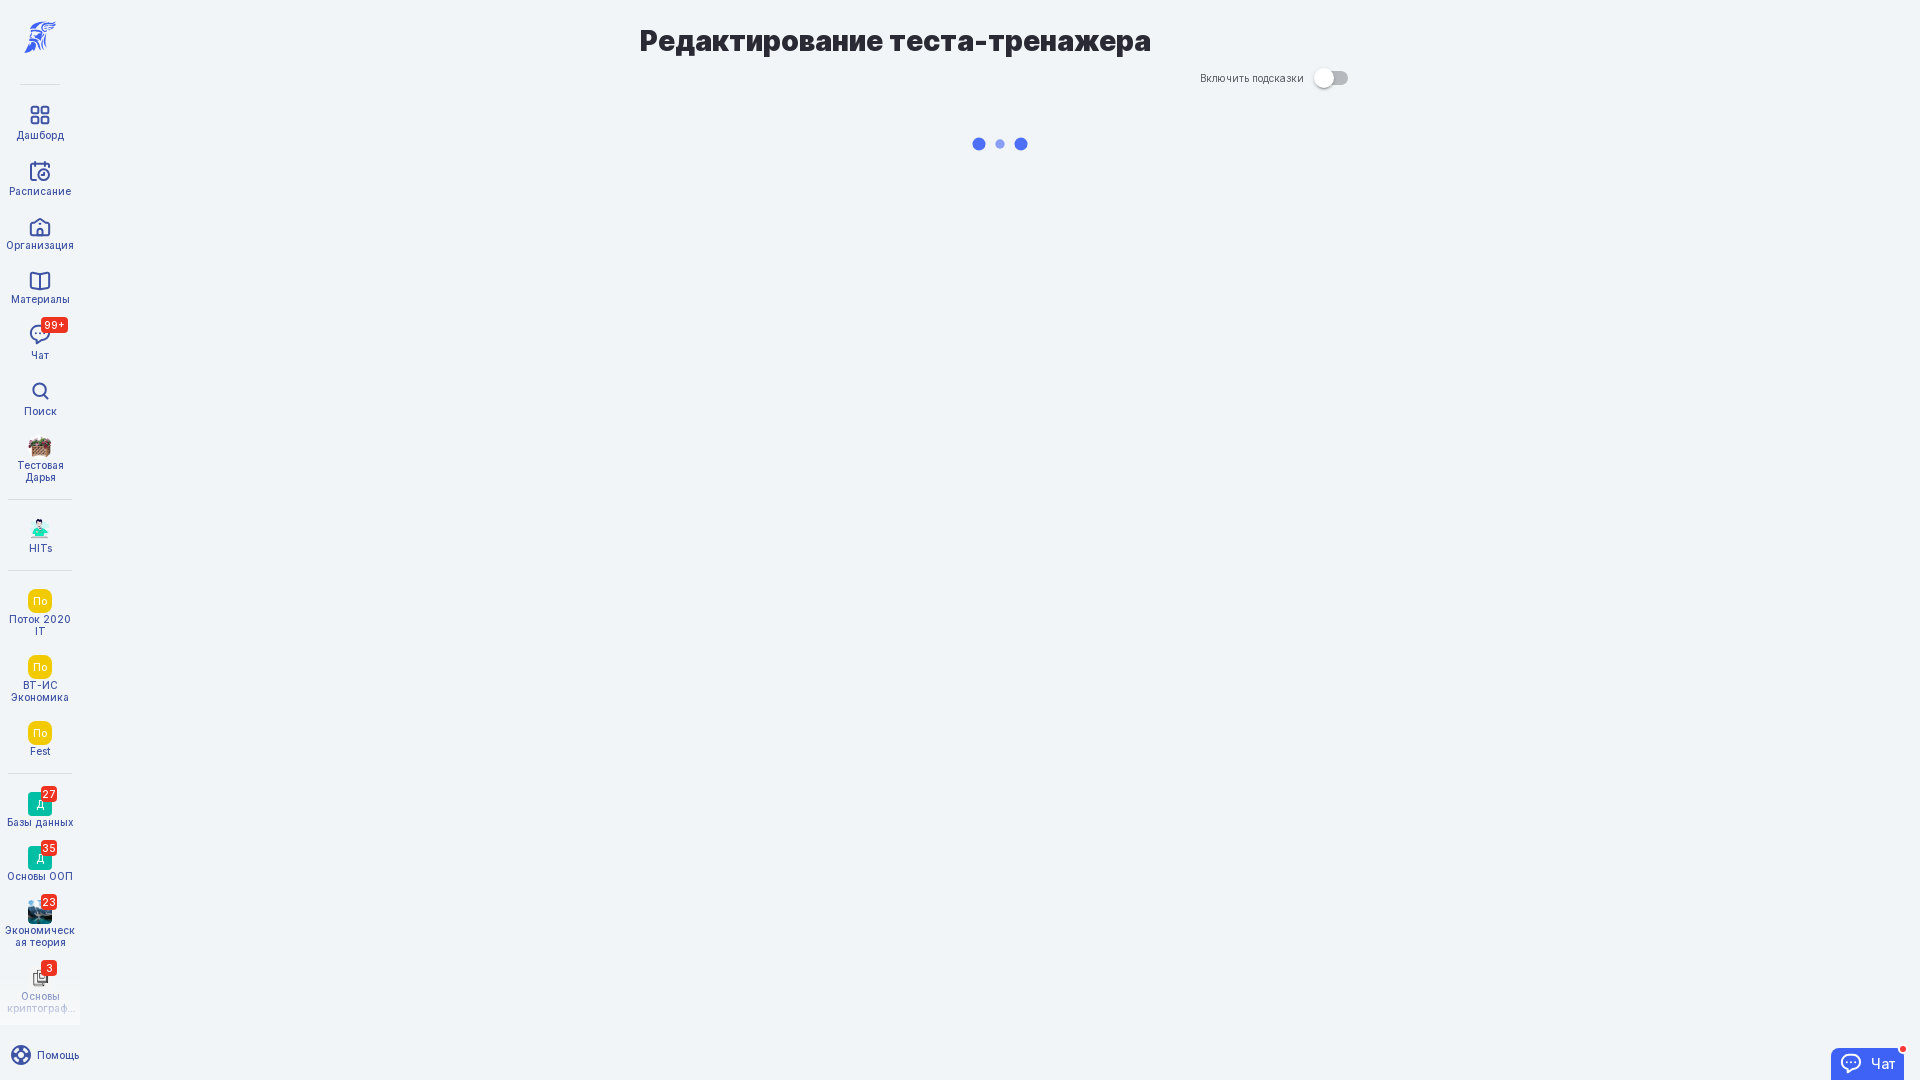 Редактирование теста-тренажера
Включить подсказки
Дашборд
Расписание
Организация
Материалы
99+
Чат
Поиск
Тестовая
Дарья
HITs
По
Поток 2020
IT
По
ВТ-ИС
Экономика
По
Fest
27
Д
Базы данных
35
Д
Основы ООП
23
Экономическ
ая теория
3
Основы
криптограф...
Помощь
Чат